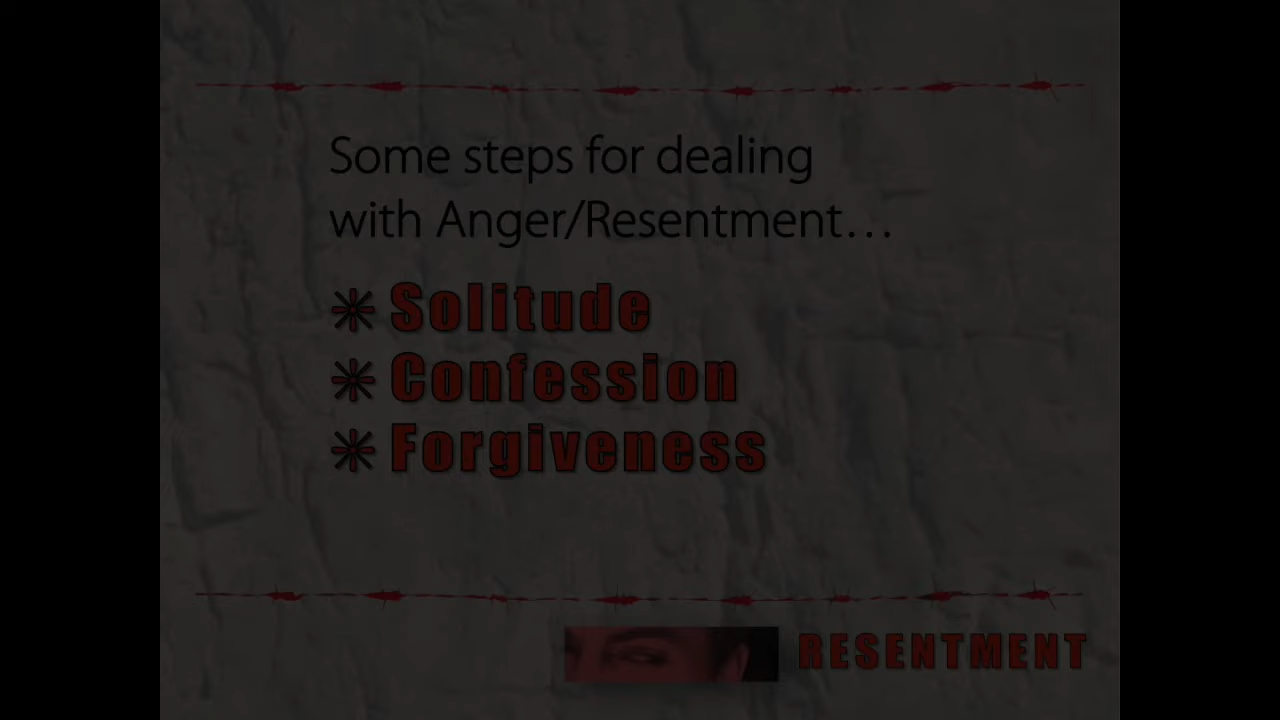 Some steps for dealing
with Anger/Resentment…
✳ Solitude
✳ Confession
✳ Forgiveness
RESENTMENT